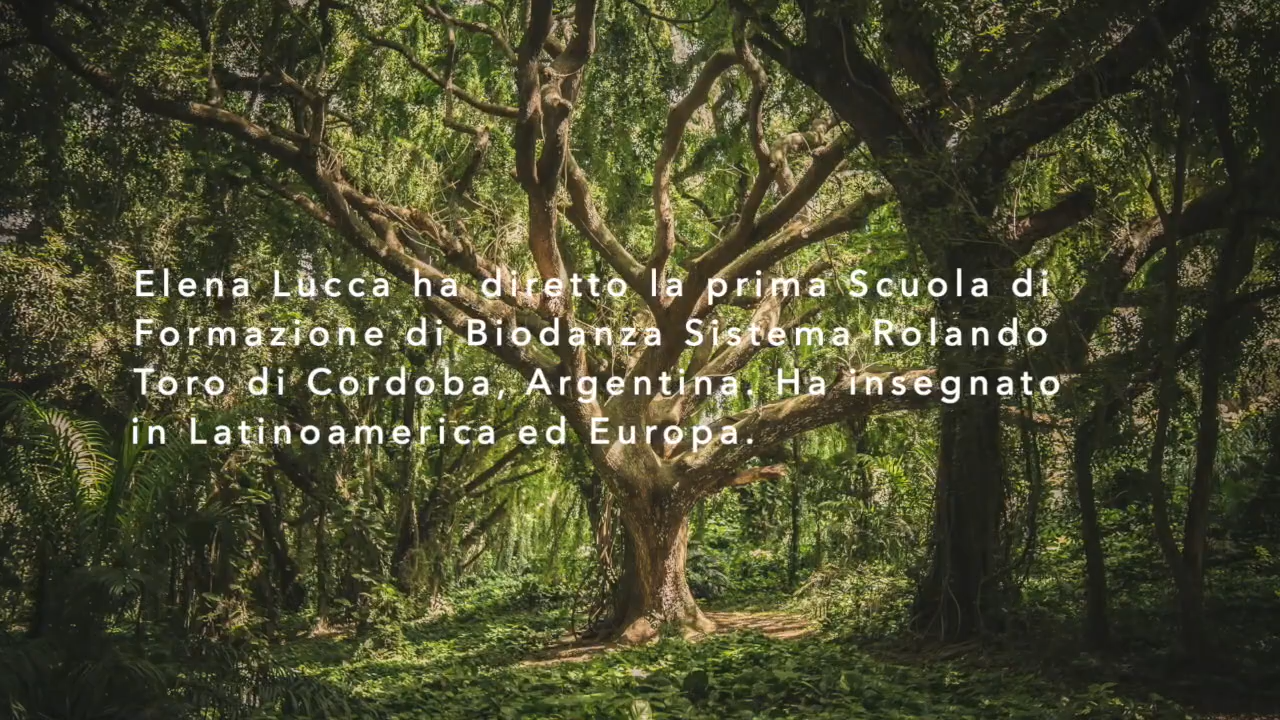 Elena Lucca ha diretto la prima Scuola di
Formazione di Biodanza Sistema Rolando
Toro di Cordoba, Argentina. Ha insegnato
in Latinoamerica ed Europa.